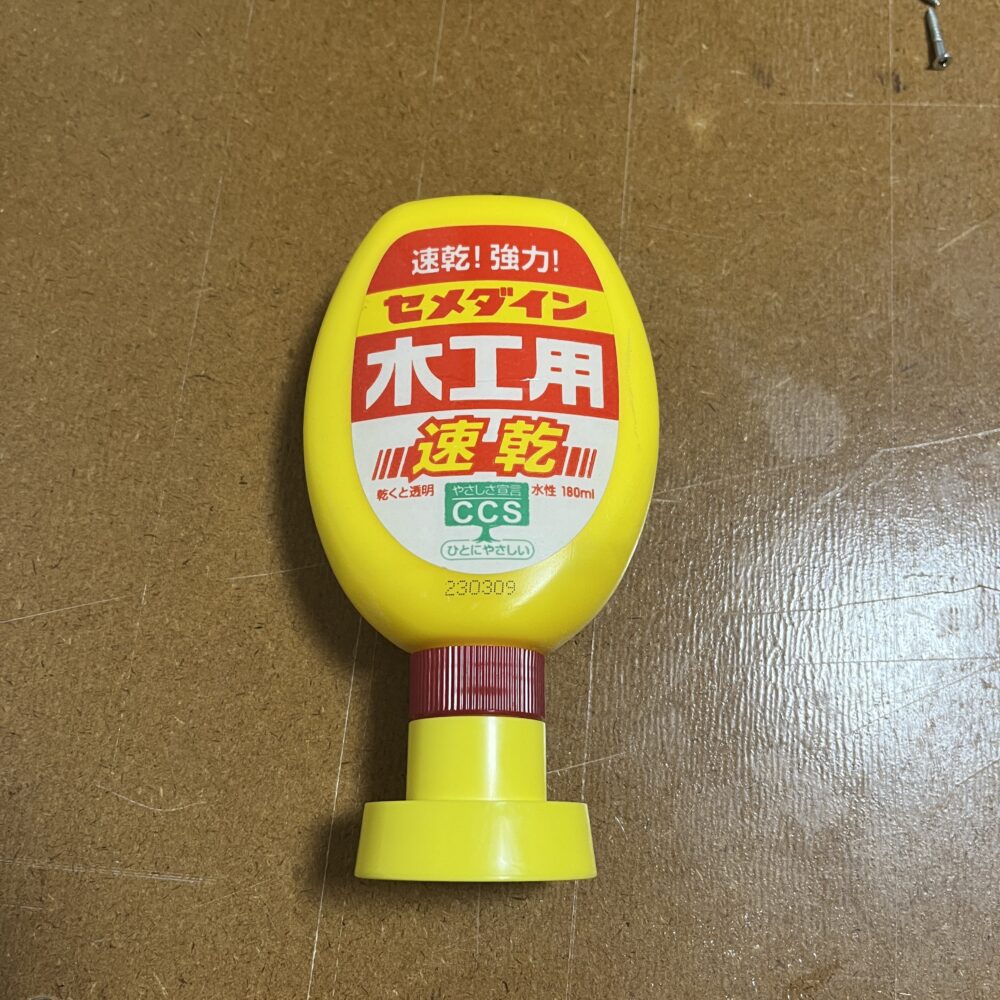 速乾! 強力!
セメダイン
木工用
速乾
乾くと透明 やさしさ宣言 水性 180ml
CCS
ひとにやさしい
230309